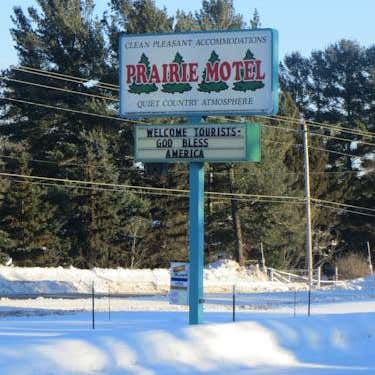 CLEAN PLEASANT ACCOMMODATIONS
PRAIRIE MOTEL
QUIET COUNTRY ATMOSPHERE
WELCOME TOURISTS-
GOD BLESS
AMERICA